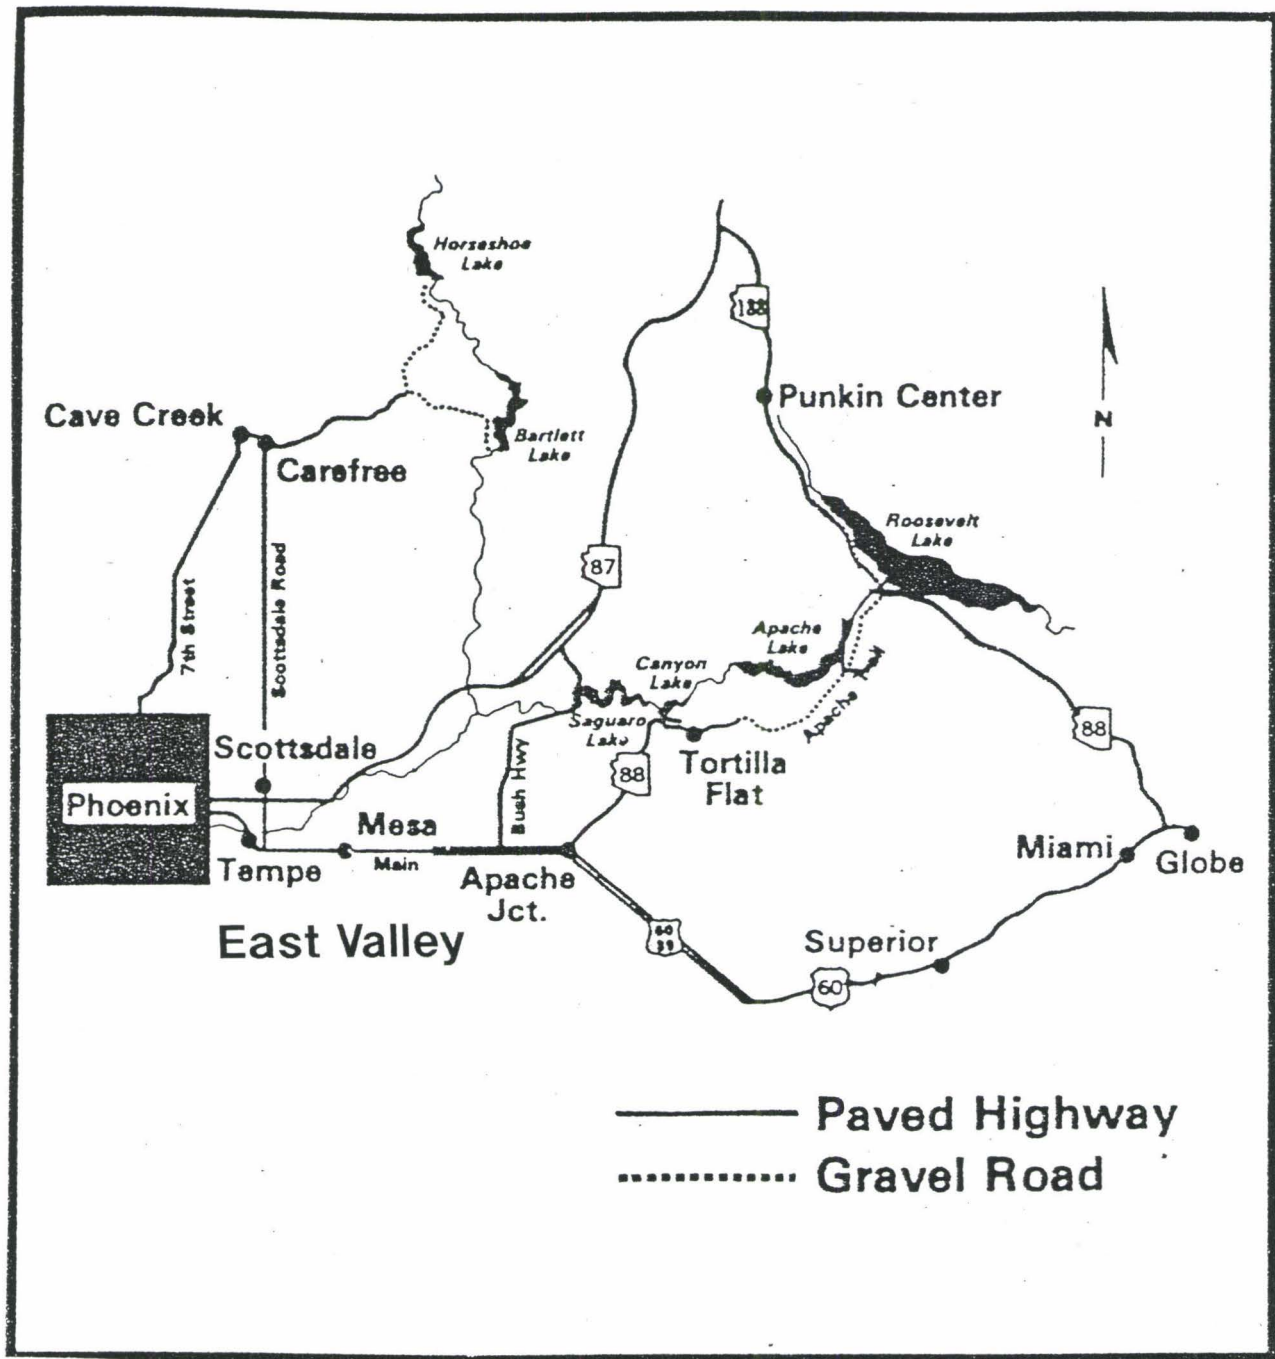 Horseshoe
Lake
188
Punkin Center
N
Cave Creek
Carefree
Bartlett
Lake
Roosevelt
Lake
87
7th Street
Scottsdale Road
Apache
Lake
Canyon
Lake
Apache Trail
Saguaro
Lake
88
Scottsdale
Bush Hwy
88
Tortilla
Flat
Phoenix
Mesa
Main
Tempe
Apache
Jct.
Miami
Globe
East Valley
60
Superior
60
Paved Highway
Gravel Road